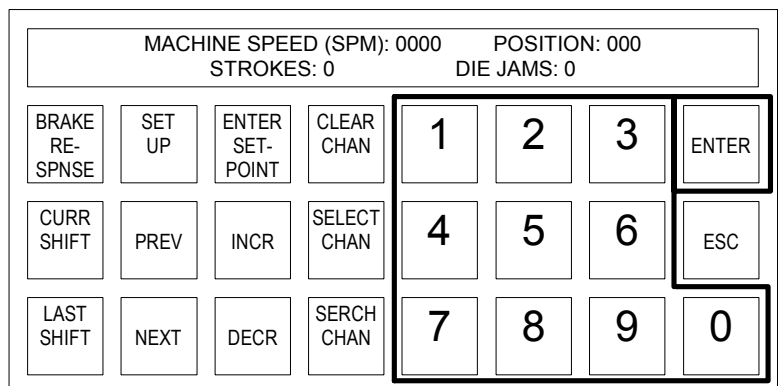 MACHINE SPEED (SPM): 0000 POSITION: 000
STROKES: 0 DIE JAMS: 0
BRAKE
RE-
SPNSE
SET
UP
ENTER
SET-
POINT
CLEAR
CHAN
1
2
3
ENTER
CURR
SHIFT
PREV
INCR
SELECT
CHAN
4
5
6
ESC
LAST
SHIFT
NEXT
DECR
SERCH
CHAN
7
8
9
0